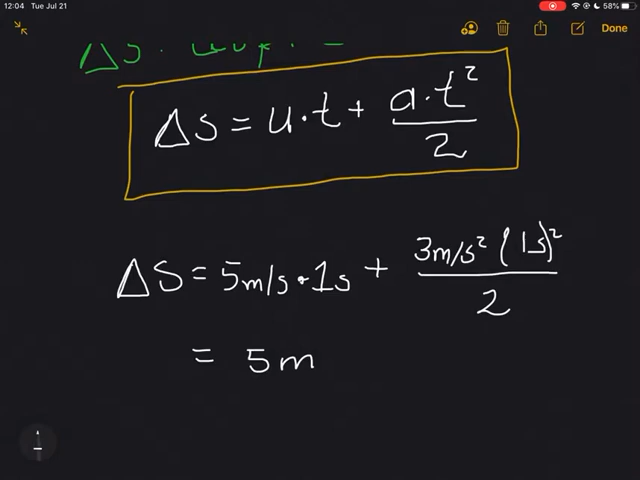 12:04 Tue Jul 21 58%
Done
Δs
Δs = u·t + a·t²/2
Δs = 5m/s·1s + 3m/s² (1s)²/2
= 5m